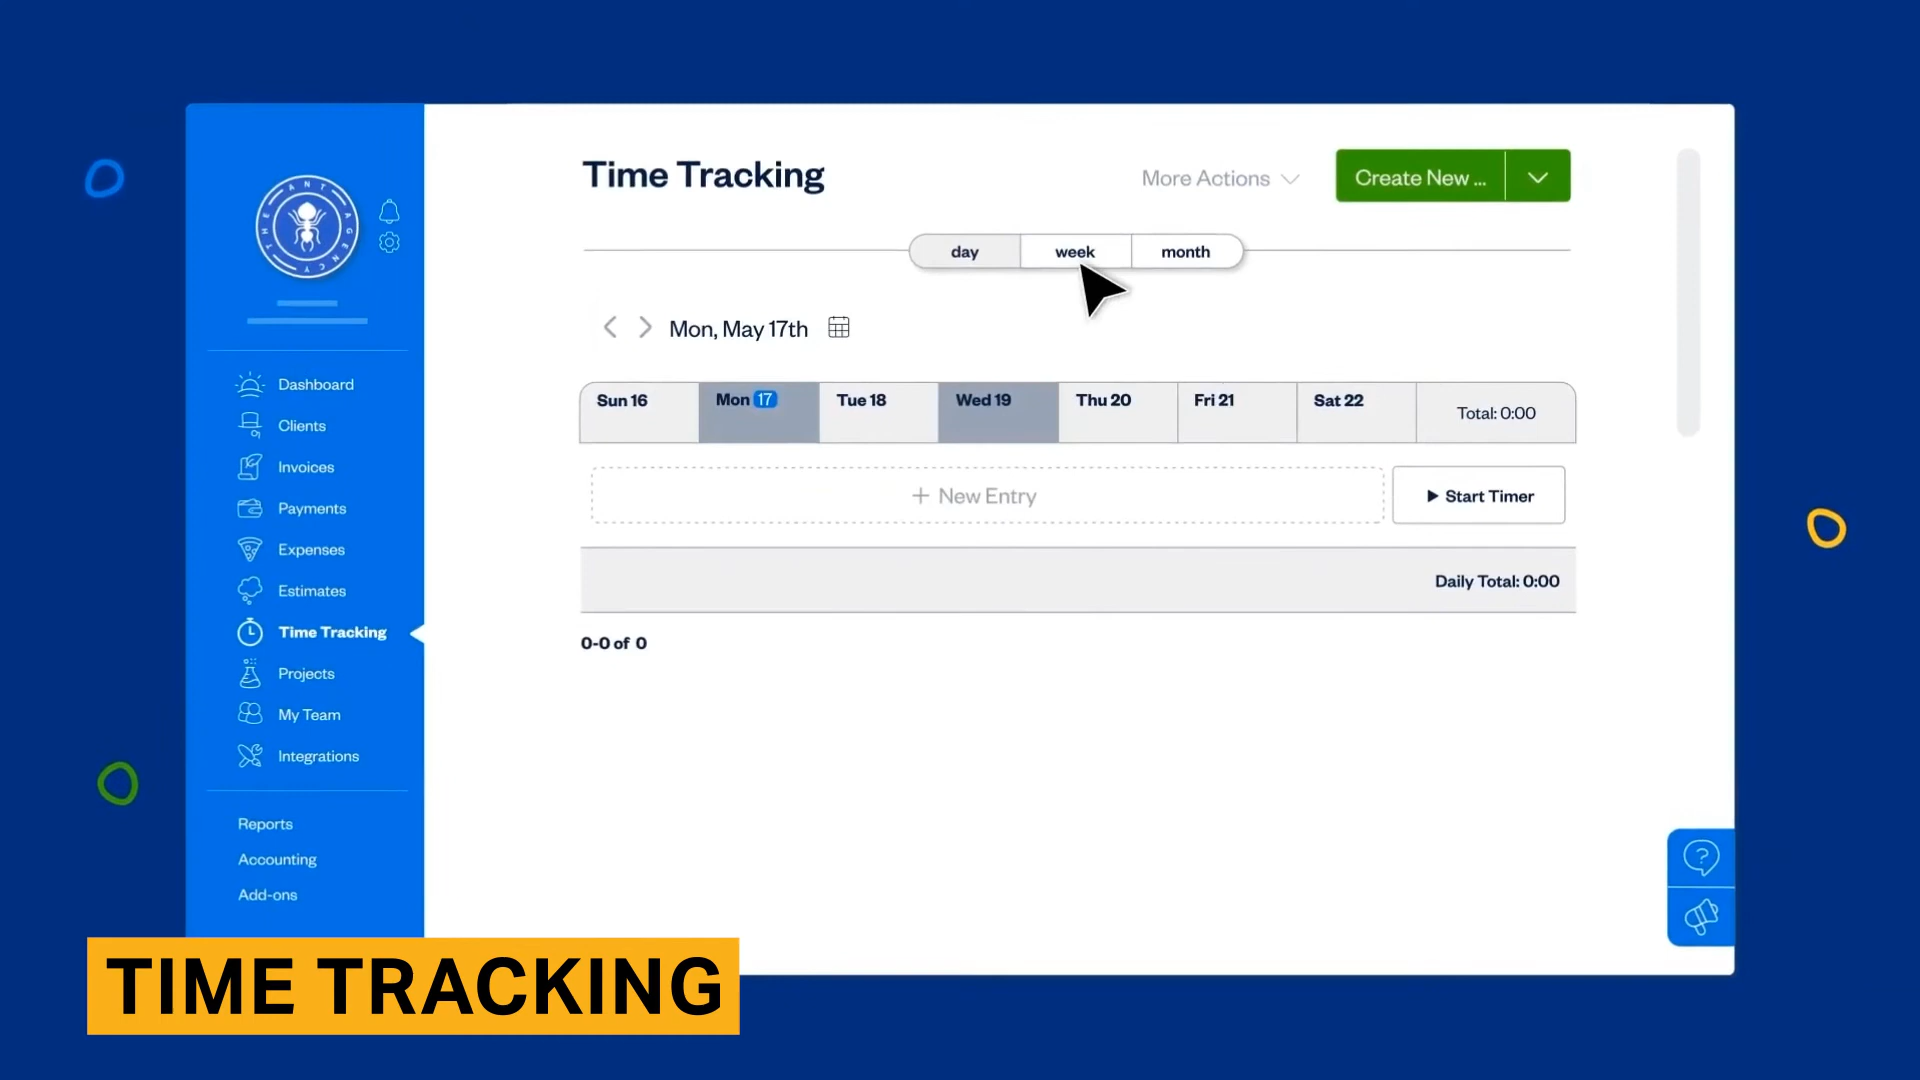 THE ANT AGENCY
Time Tracking
More Actions
Create New ...
day
week
month
Mon, May 17th
Sun 16
Mon 17
Tue 18
Wed 19
Thu 20
Fri 21
Sat 22
Total: 0:00
+ New Entry
Start Timer
Daily Total: 0:00
0-0 of 0
Dashboard
Clients
Invoices
Payments
Expenses
Estimates
Time Tracking
Projects
My Team
Integrations
Reports
Accounting
Add-ons
TIME TRACKING